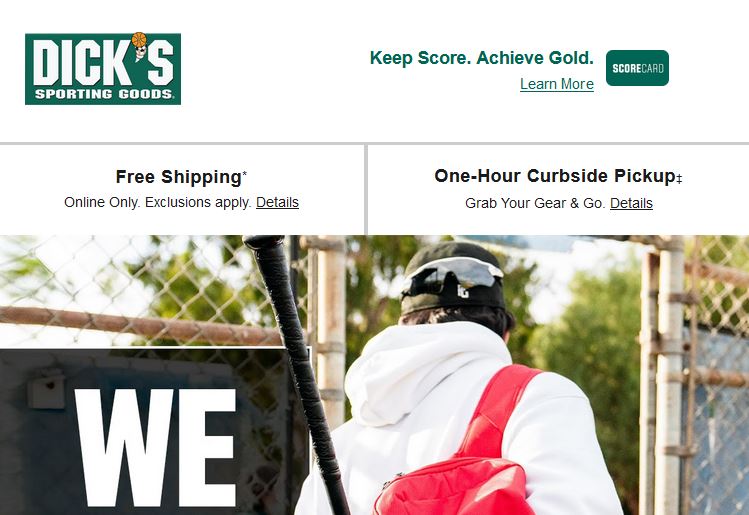 DICK'S
SPORTING GOODS.
Keep Score. Achieve Gold.
Learn More
SCORECARD
Free Shipping*
Online Only. Exclusions apply. Details
One-Hour Curbside Pickup‡
Grab Your Gear & Go. Details
WE